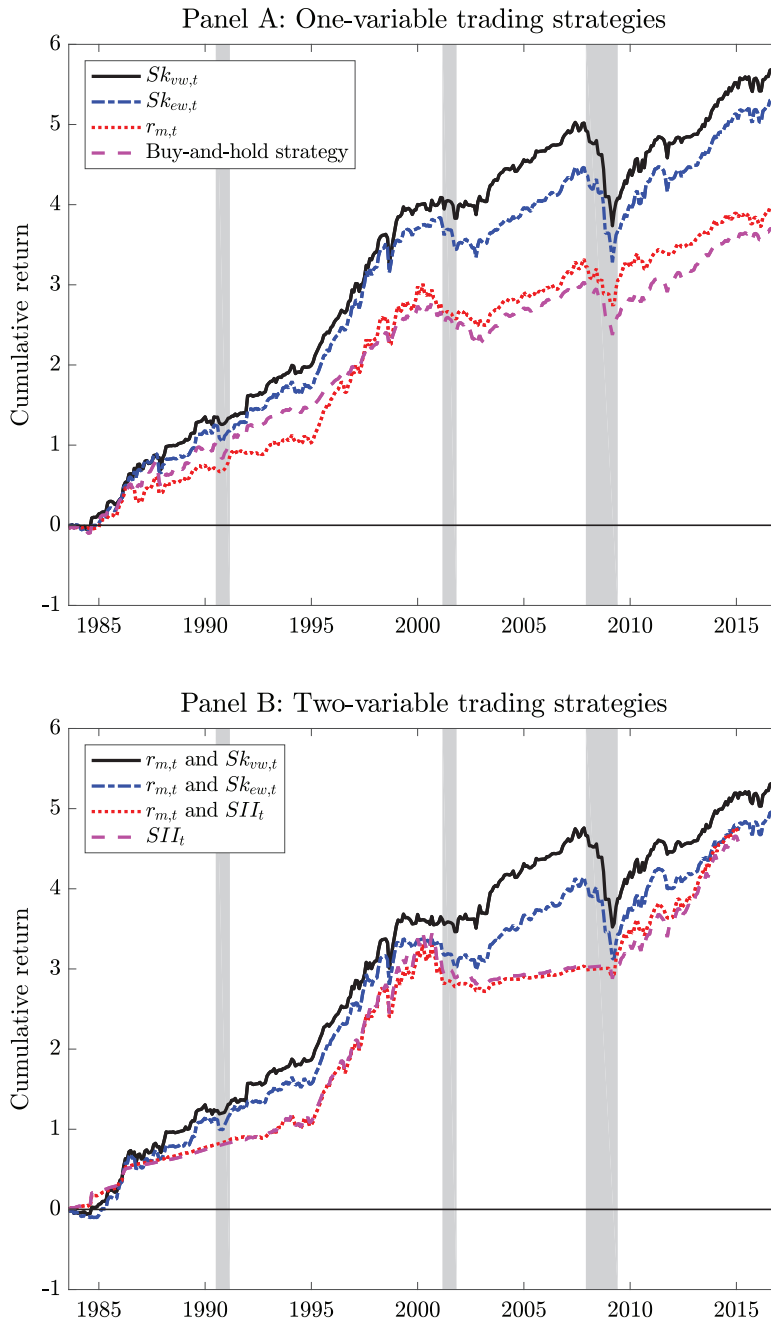 Panel A: One-variable trading strategies
6
5
4
3
2
1
0
-1
Cumulative return
Sk_{vw,t}
Sk_{ew,t}
r_{m,t}
Buy-and-hold strategy
1985 1990 1995 2000 2005 2010 2015
Panel B: Two-variable trading strategies
6
5
4
3
2
1
0
-1
Cumulative return
r_{m,t} and Sk_{vw,t}
r_{m,t} and Sk_{ew,t}
r_{m,t} and SII_t
SII_t
1985 1990 1995 2000 2005 2010 2015